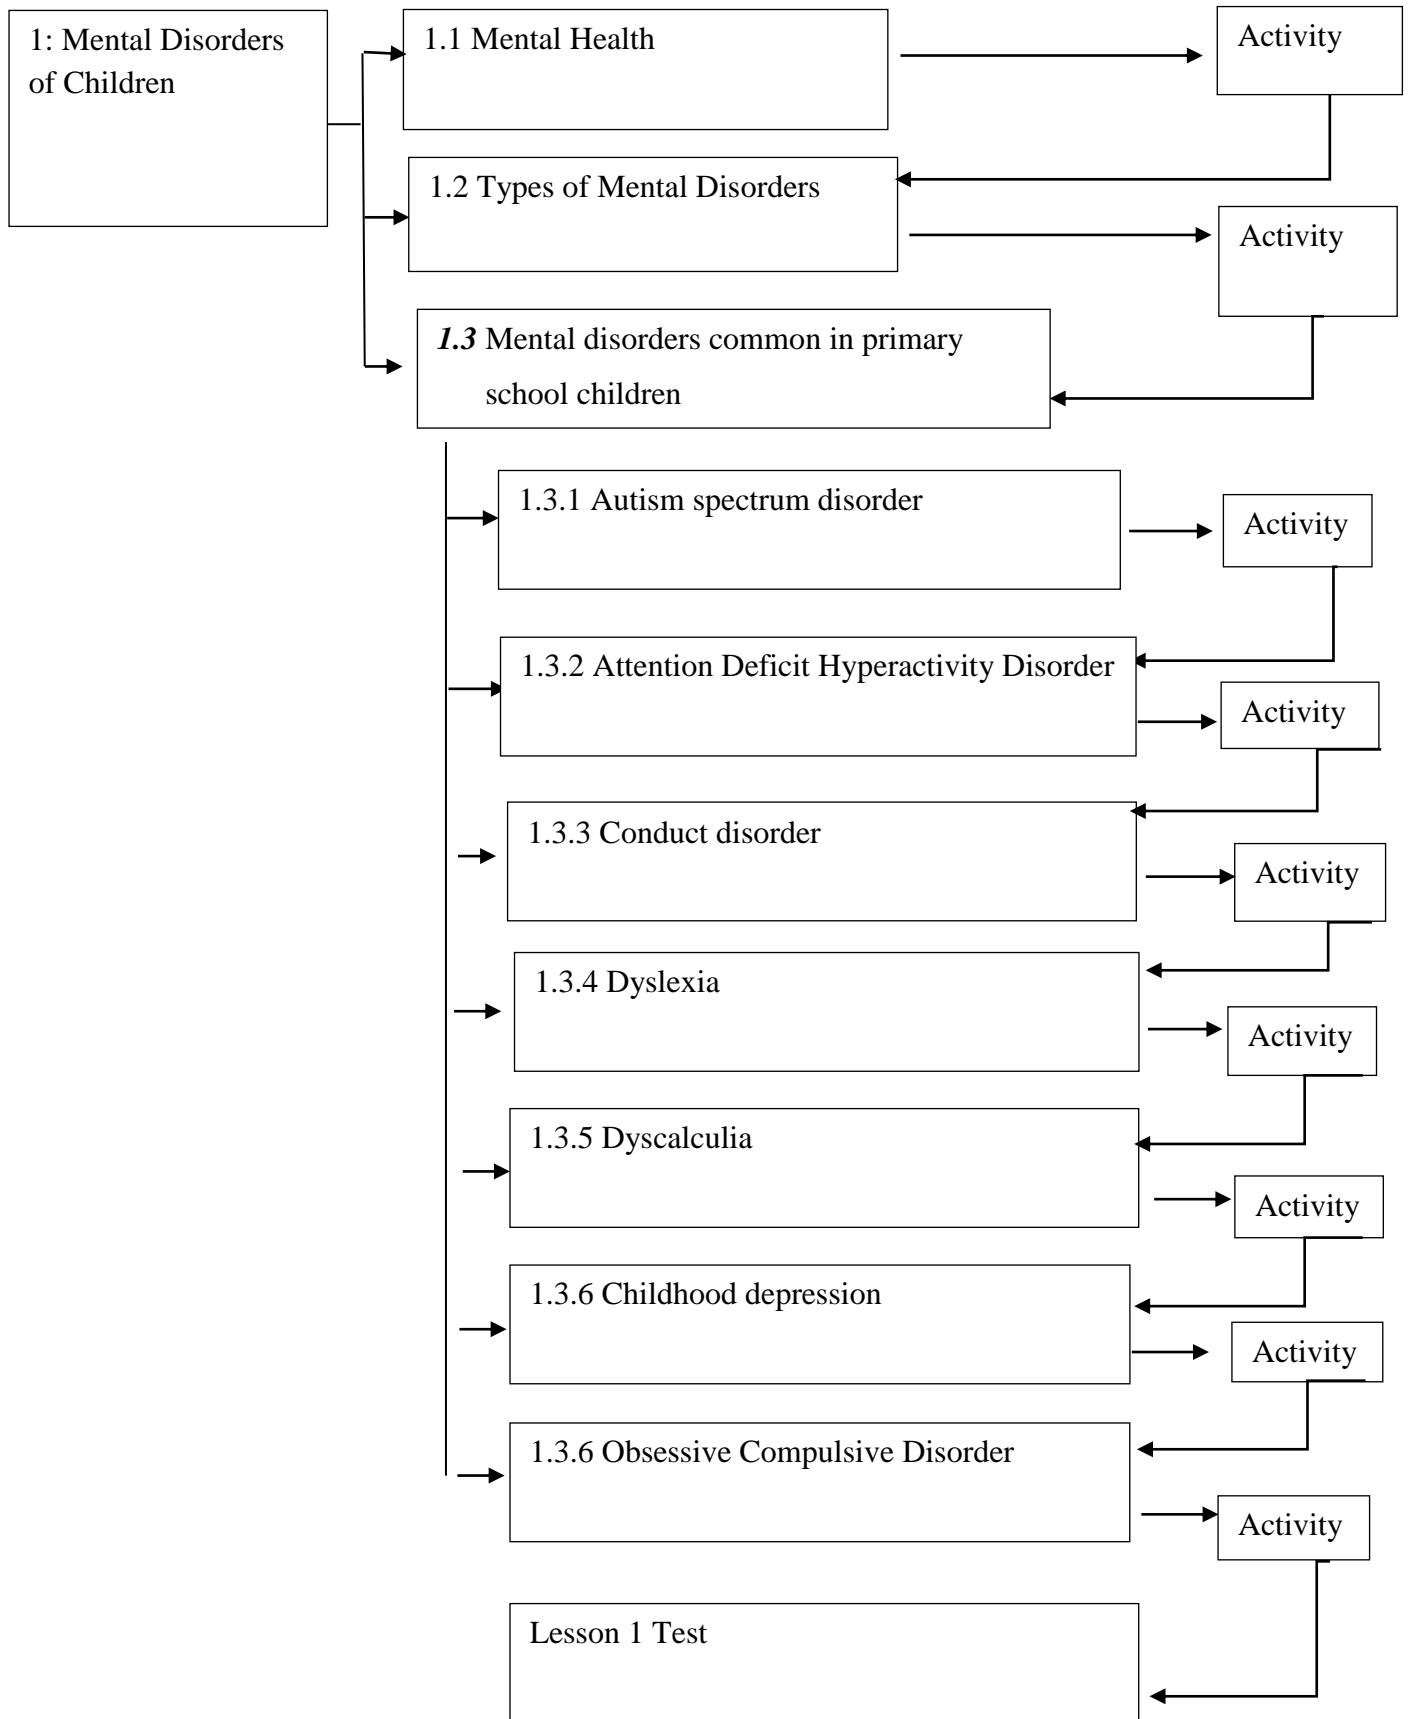 1: Mental Disorders
of Children
1.1 Mental Health
Activity
1.2 Types of Mental Disorders
Activity
1.3 Mental disorders common in primary
school children
1.3.1 Autism spectrum disorder
Activity
1.3.2 Attention Deficit Hyperactivity Disorder
Activity
1.3.3 Conduct disorder
Activity
1.3.4 Dyslexia
Activity
1.3.5 Dyscalculia
Activity
1.3.6 Childhood depression
Activity
1.3.6 Obsessive Compulsive Disorder
Activity
Lesson 1 Test